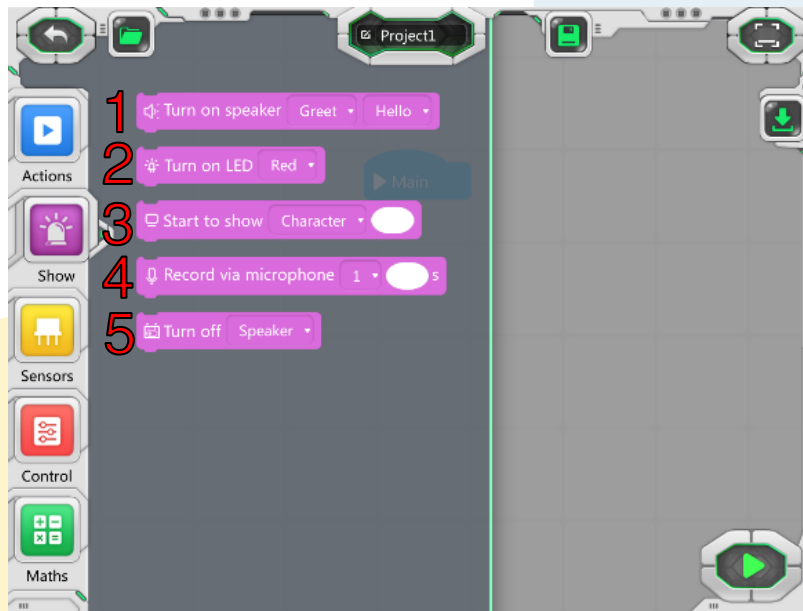 Project1
1 Turn on speaker Greet Hello
Actions
2 Turn on LED Red
Main
3 Start to show Character
Show
4 Record via microphone 1 s
5 Turn off Speaker
Sensors
Control
Maths